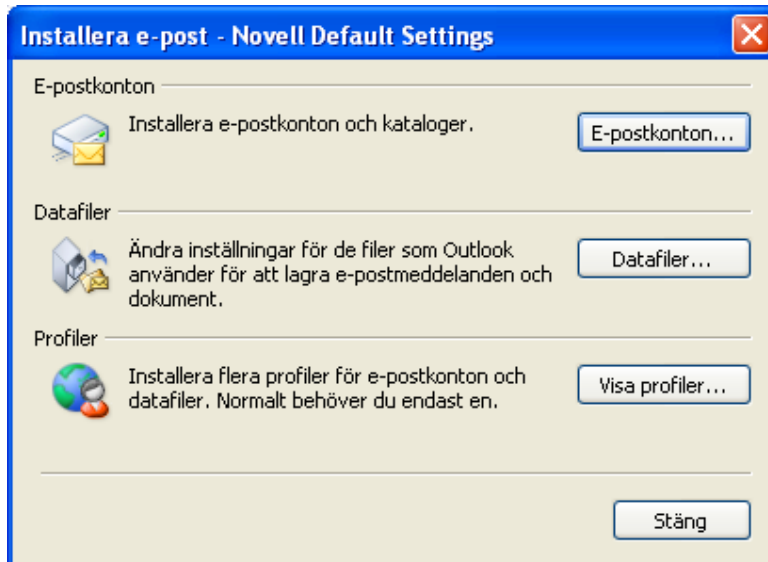 Installera e-post - Novell Default Settings
E-postkonton
Installera e-postkonton och kataloger.
E-postkonton...
Datafiler
Ändra inställningar för de filer som Outlook
använder för att lagra e-postmeddelanden och
dokument.
Datafiler...
Profiler
Installera flera profiler för e-postkonton och
datafiler. Normalt behöver du endast en.
Visa profiler...
Stäng